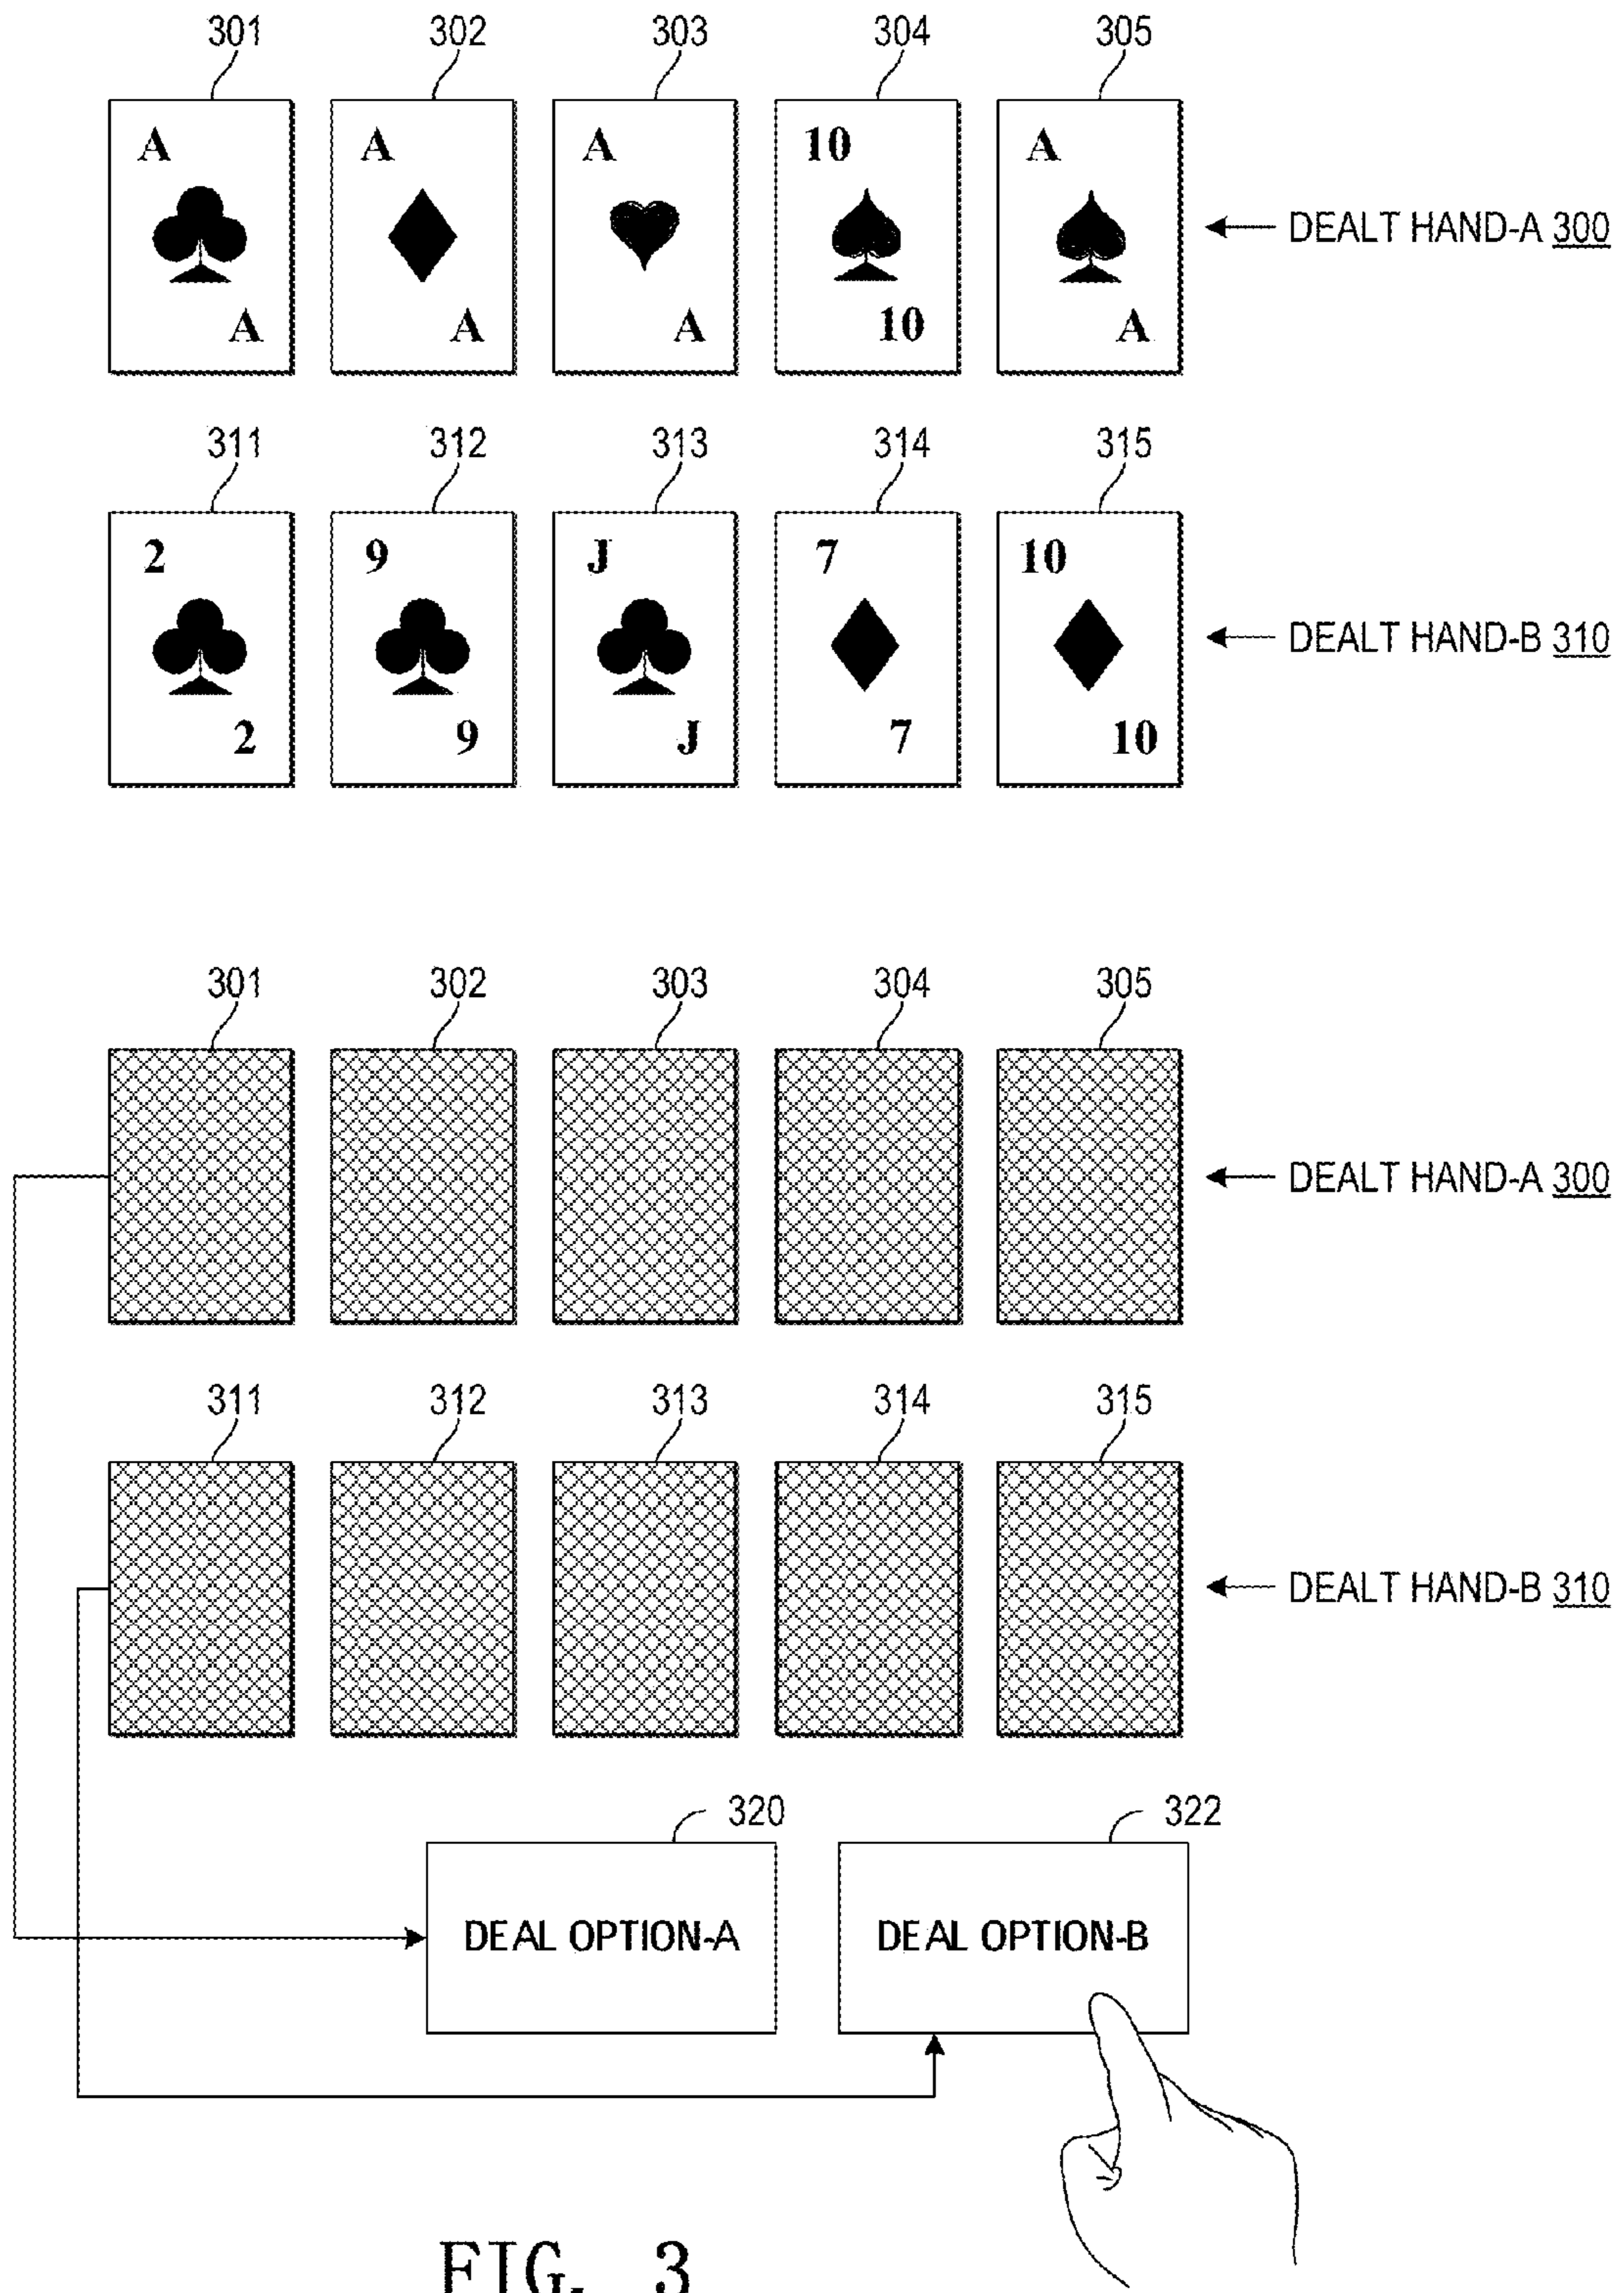 301 302 303 304 305
A A A 10 A
DEALT HAND-A 300
A A A 10 A
311 312 313 314 315
2 9 J 7 10
DEALT HAND-B 310
2 9 J 7 10
301 302 303 304 305
DEALT HAND-A 300
311 312 313 314 315
DEALT HAND-B 310
320 322
DEAL OPTION-A DEAL OPTION-B
FIG. 3